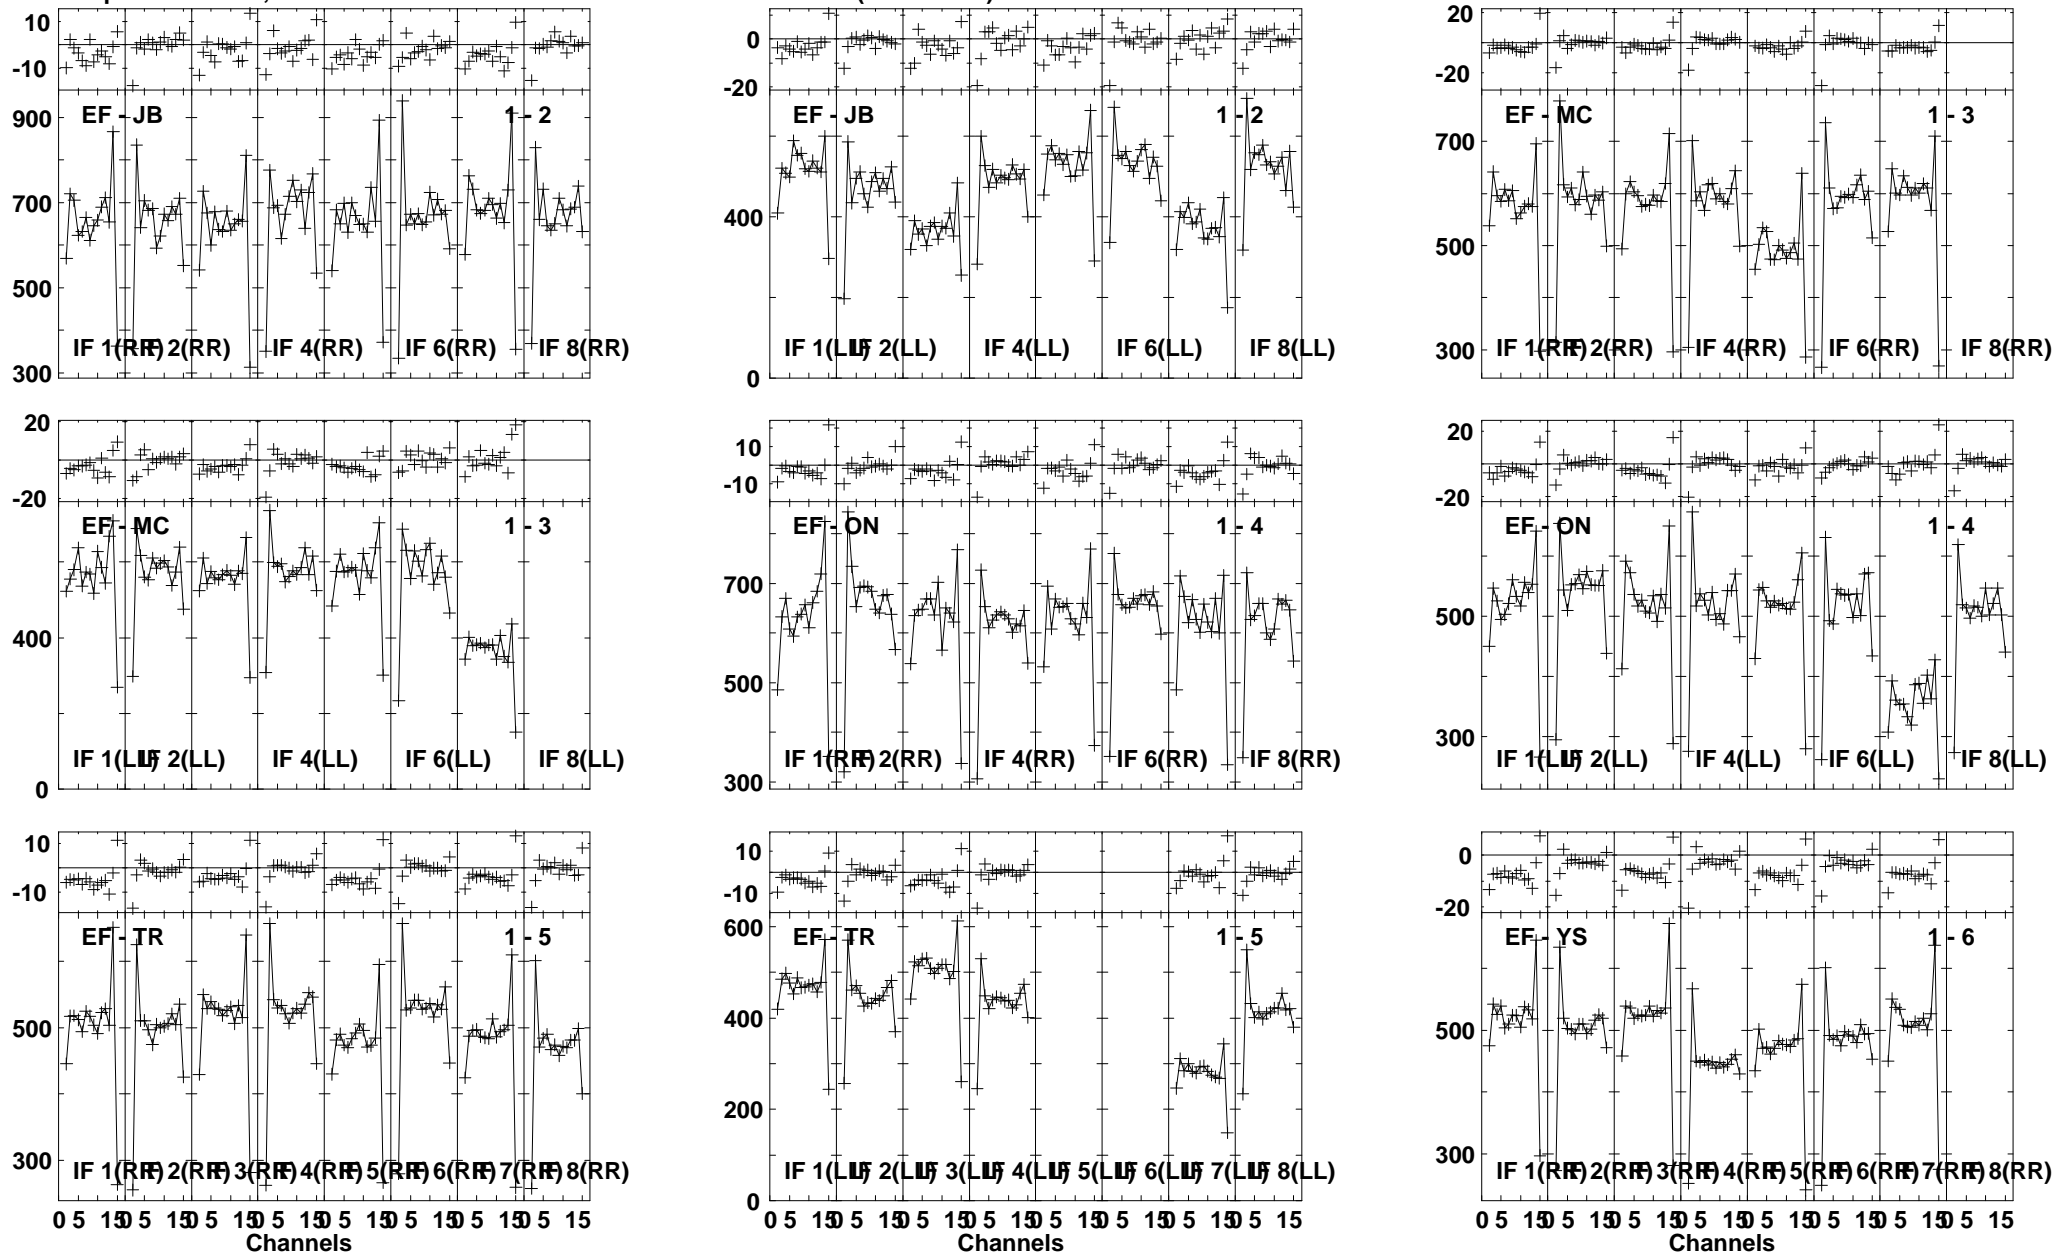 10
-10
900
700
500
300
EF - JB
1 - 2
IF 1(RR) IF 2(RR) IF 4(RR) IF 6(RR) IF 8(RR)
0
-20
400
0
EF - JB
1 - 2
IF 1(LL) IF 2(LL) IF 4(LL) IF 6(LL) IF 8(LL)
20
-20
700
500
300
EF - MC
1 - 3
IF 1(RR) IF 2(RR) IF 4(RR) IF 6(RR) IF 8(RR)
20
-20
400
0
EF - MC
1 - 3
IF 1(LL) IF 2(LL) IF 4(LL) IF 6(LL) IF 8(LL)
10
-10
700
500
300
EF - ON
1 - 4
IF 1(RR) IF 2(RR) IF 4(RR) IF 6(RR) IF 8(RR)
20
-20
500
300
EF - ON
1 - 4
IF 1(LL) IF 2(LL) IF 4(LL) IF 6(LL) IF 8(LL)
10
-10
500
300
EF - TR
1 - 5
IF 1(RR) IF 2(RR) IF 3(RR) IF 4(RR) IF 5(RR) IF 6(RR) IF 7(RR) IF 8(RR)
0 5 15 0 5 15 0 5 15 0 5 15 0 5 15 0 5 15 0 5 15 0 5 15
Channels
10
-10
600
400
200
0
EF - TR
1 - 5
IF 1(LL) IF 2(LL) IF 3(LL) IF 4(LL) IF 5(LL) IF 6(LL) IF 7(LL) IF 8(LL)
0 5 15 0 5 15 0 5 15 0 5 15 0 5 15 0 5 15 0 5 15 0 5 15
Channels
0
-20
500
300
EF - YS
1 - 6
IF 1(RR) IF 2(RR) IF 3(RR) IF 4(RR) IF 5(RR) IF 6(RR) IF 7(RR) IF 8(RR)
0 5 15 0 5 15 0 5 15 0 5 15 0 5 15 0 5 15 0 5 15 0 5 15
Channels